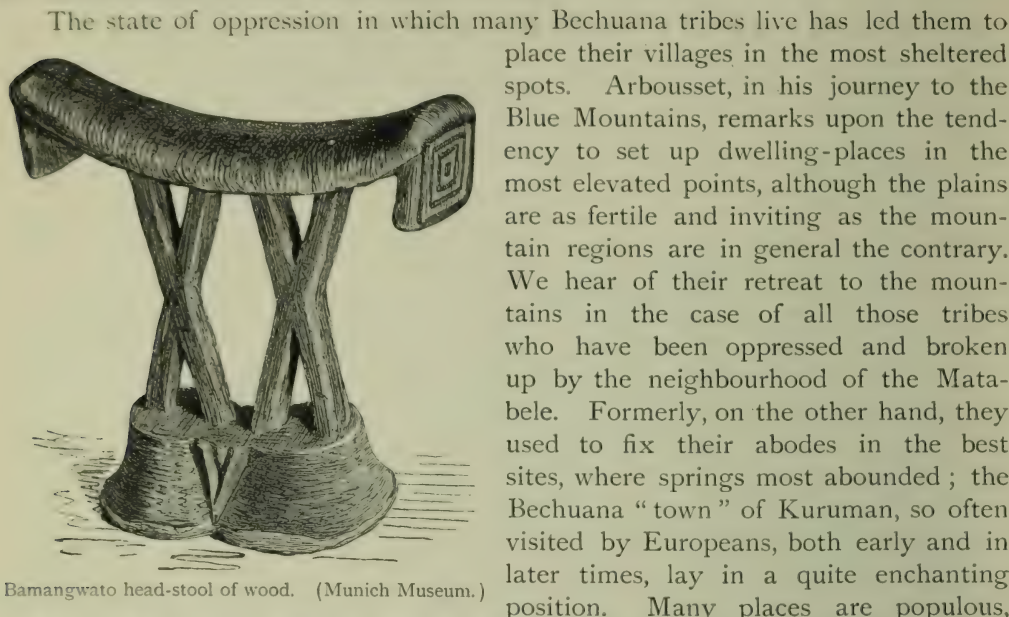 The state of oppression in which many Bechuana tribes live has led them to
place their villages in the most sheltered
spots. Arbousset, in his journey to the
Blue Mountains, remarks upon the tend-
ency to set up dwelling-places in the
most elevated points, although the plains
are as fertile and inviting as the moun-
tain regions are in general the contrary.
We hear of their retreat to the moun-
tains in the case of all those tribes
who have been oppressed and broken
up by the neighbourhood of the Mata-
bele. Formerly, on the other hand, they
used to fix their abodes in the best
sites, where springs most abounded ; the
Bechuana “ town ” of Kuruman, so often
visited by Europeans, both early and in
later times, lay in a quite enchanting
position. Many places are populous,
Bamangwato head-stool of wood. (Munich Museum.)